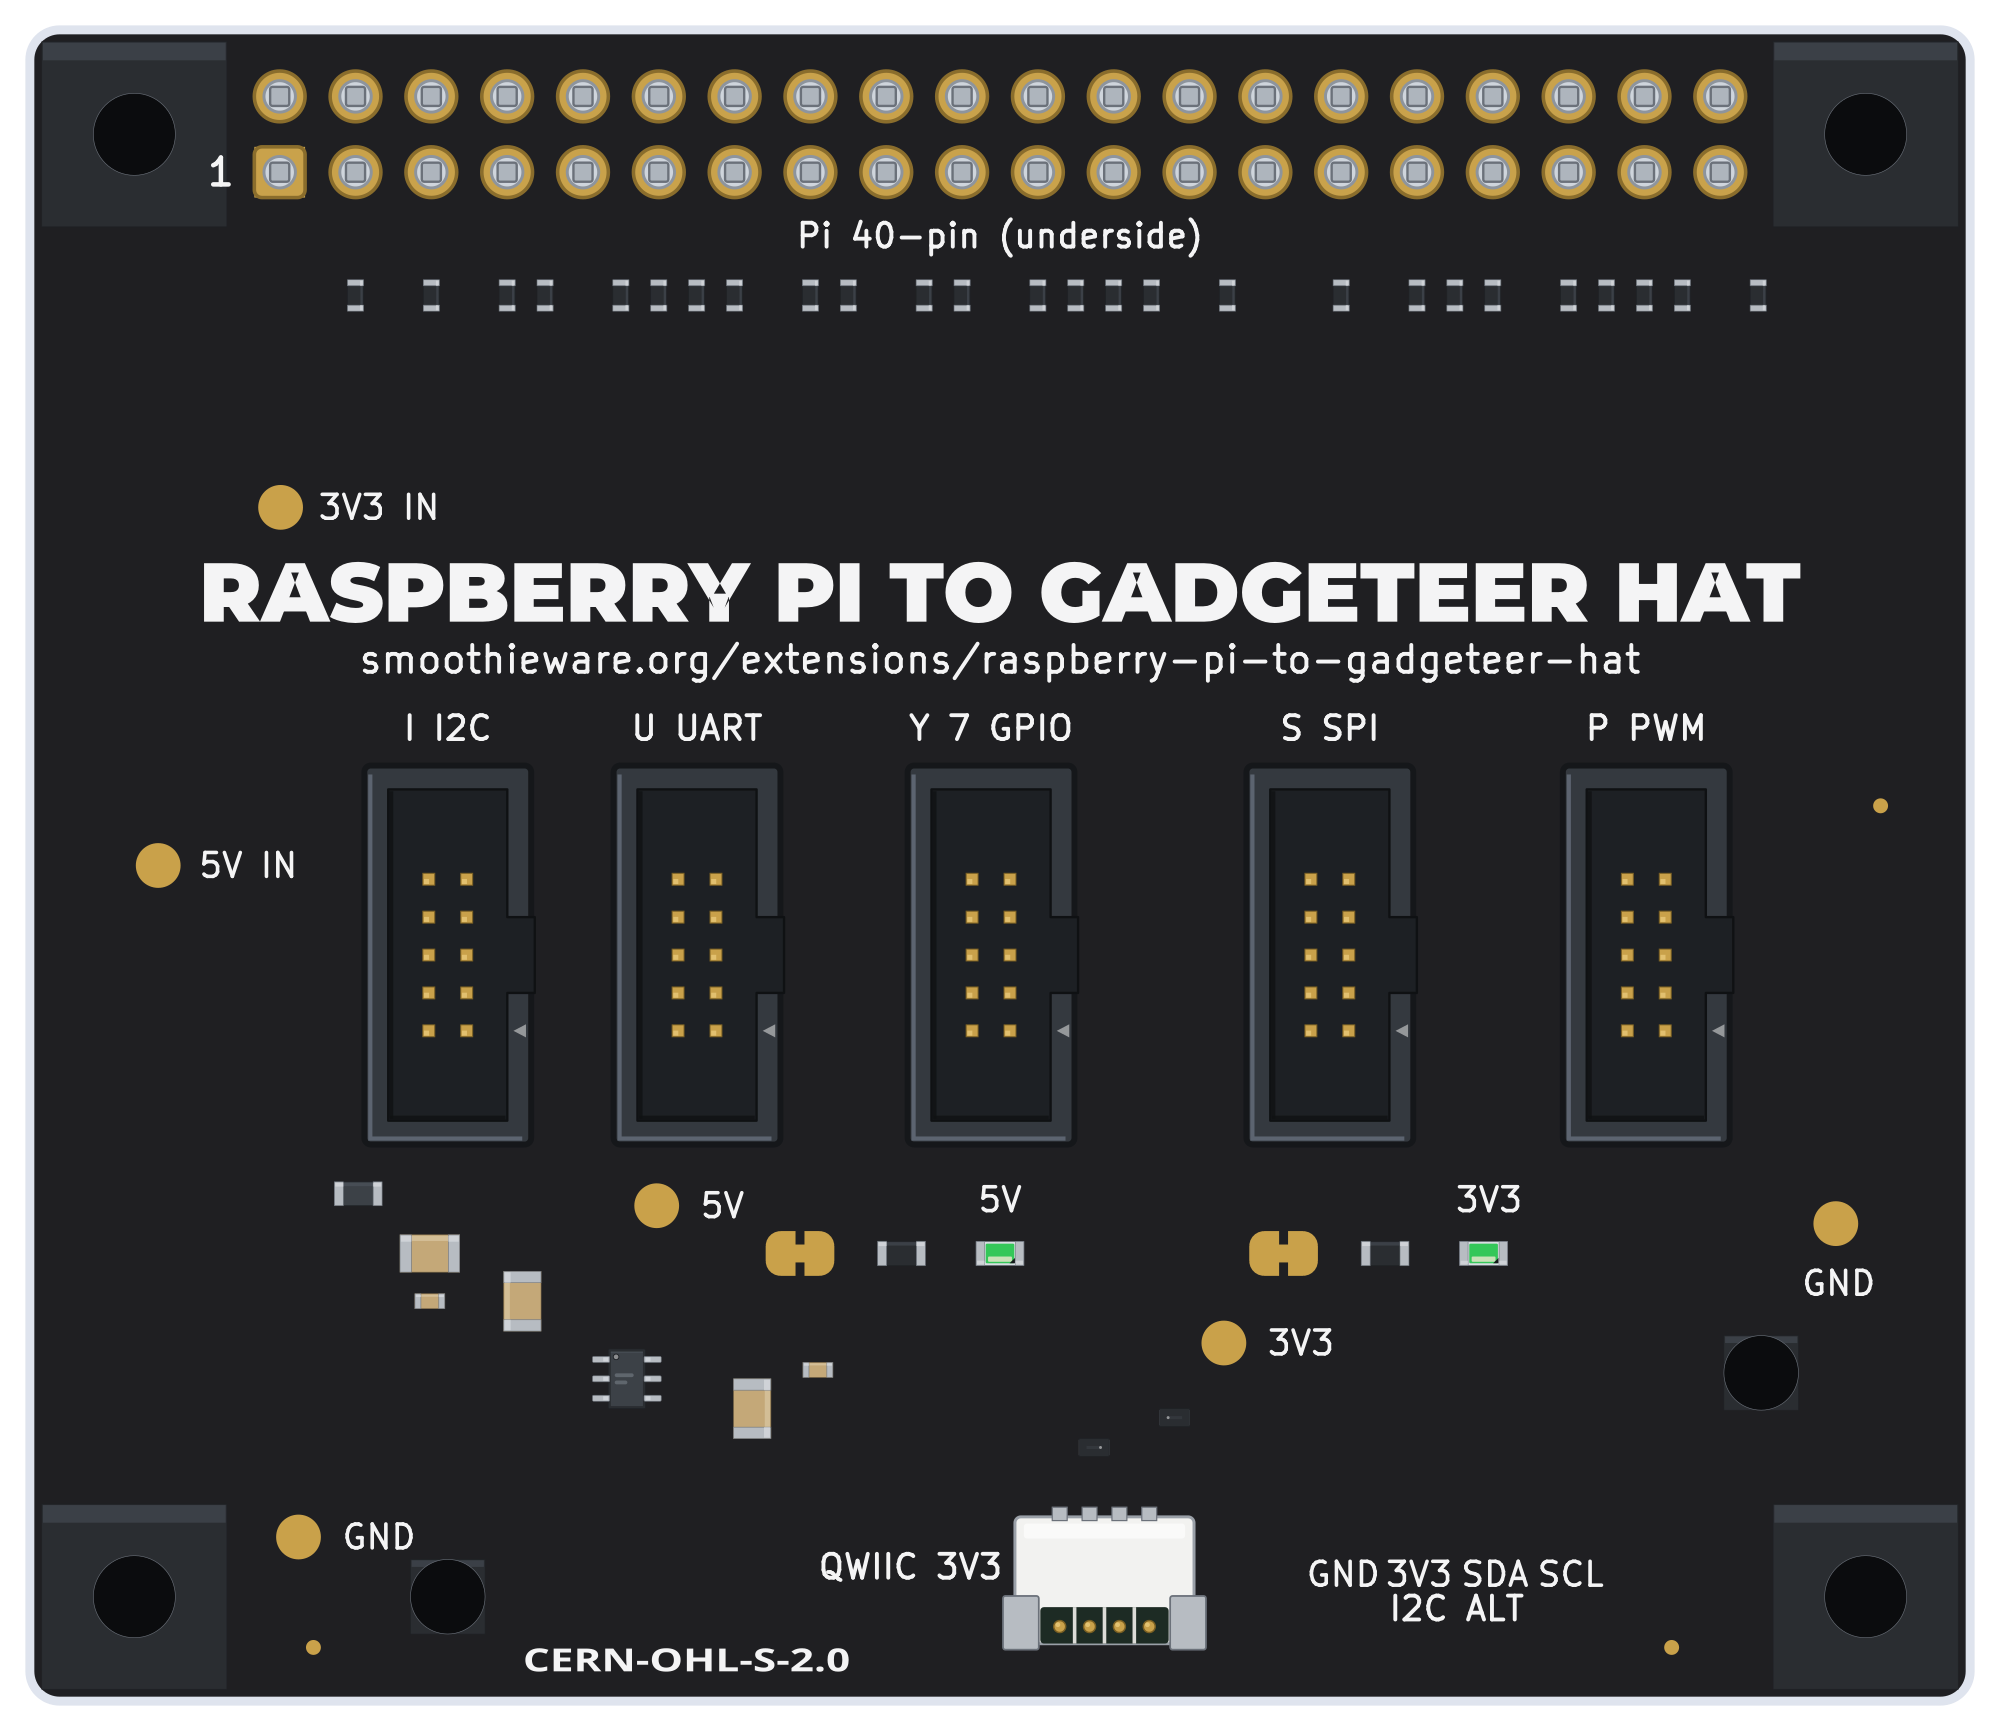 1
Pi 40-pin (underside)
3V3 IN
RASPBERRY PI TO GADGETEER HAT
smoothieware.org/extensions/raspberry-pi-to-gadgeteer-hat
I I2C
U UART
Y 7 GPIO
S SPI
P PWM
5V IN
5V
5V
3V3
GND
3V3
GND
QWIIC 3V3
GND 3V3 SDA SCL
I2C ALT
CERN-OHL-S-2.0